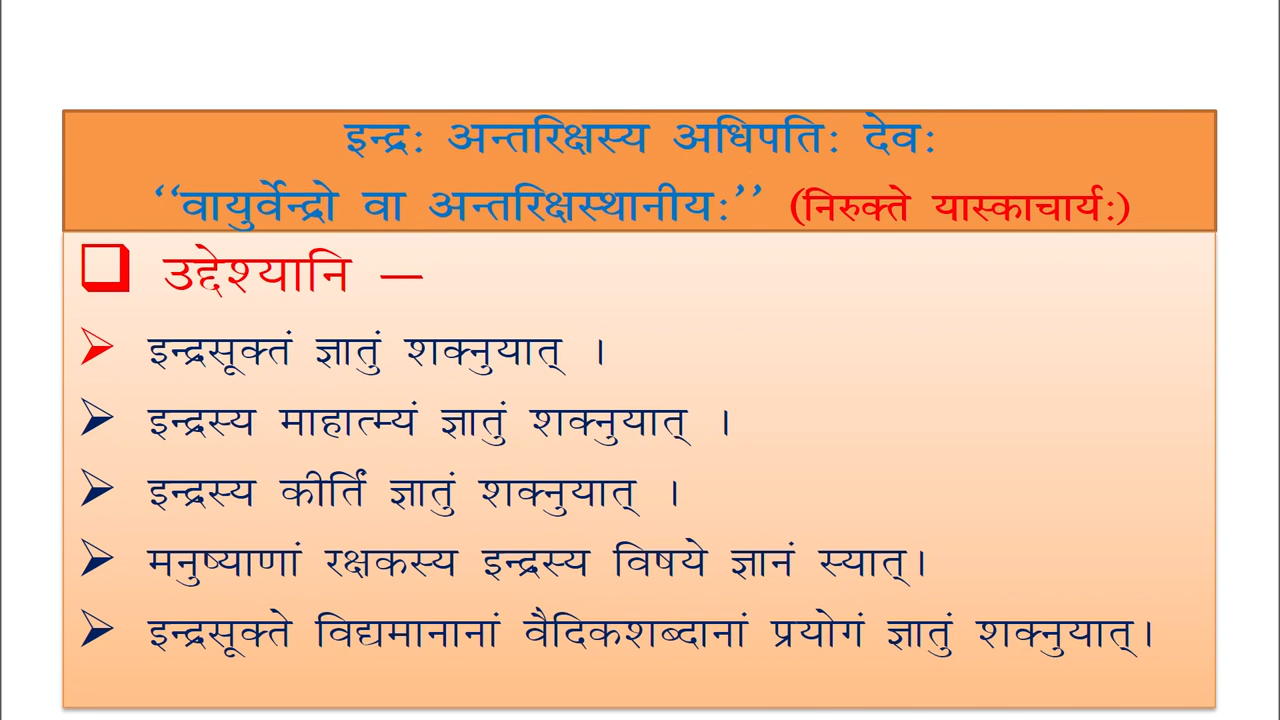 इन्द्रः अन्तरिक्षस्य अधिपतिः देवः
‘‘वायुर्वेन्द्रो वा अन्तरिक्षस्थानीयः’’ (निरुक्ते यास्काचार्यः)
उद्देश्यानि —
इन्द्रसूक्तं ज्ञातुं शक्नुयात् ।
इन्द्रस्य माहात्म्यं ज्ञातुं शक्नुयात् ।
इन्द्रस्य कीर्तिं ज्ञातुं शक्नुयात् ।
मनुष्याणां रक्षकस्य इन्द्रस्य विषये ज्ञानं स्यात्।
इन्द्रसूक्ते विद्यमानानां वैदिकशब्दानां प्रयोगं ज्ञातुं शक्नुयात्।